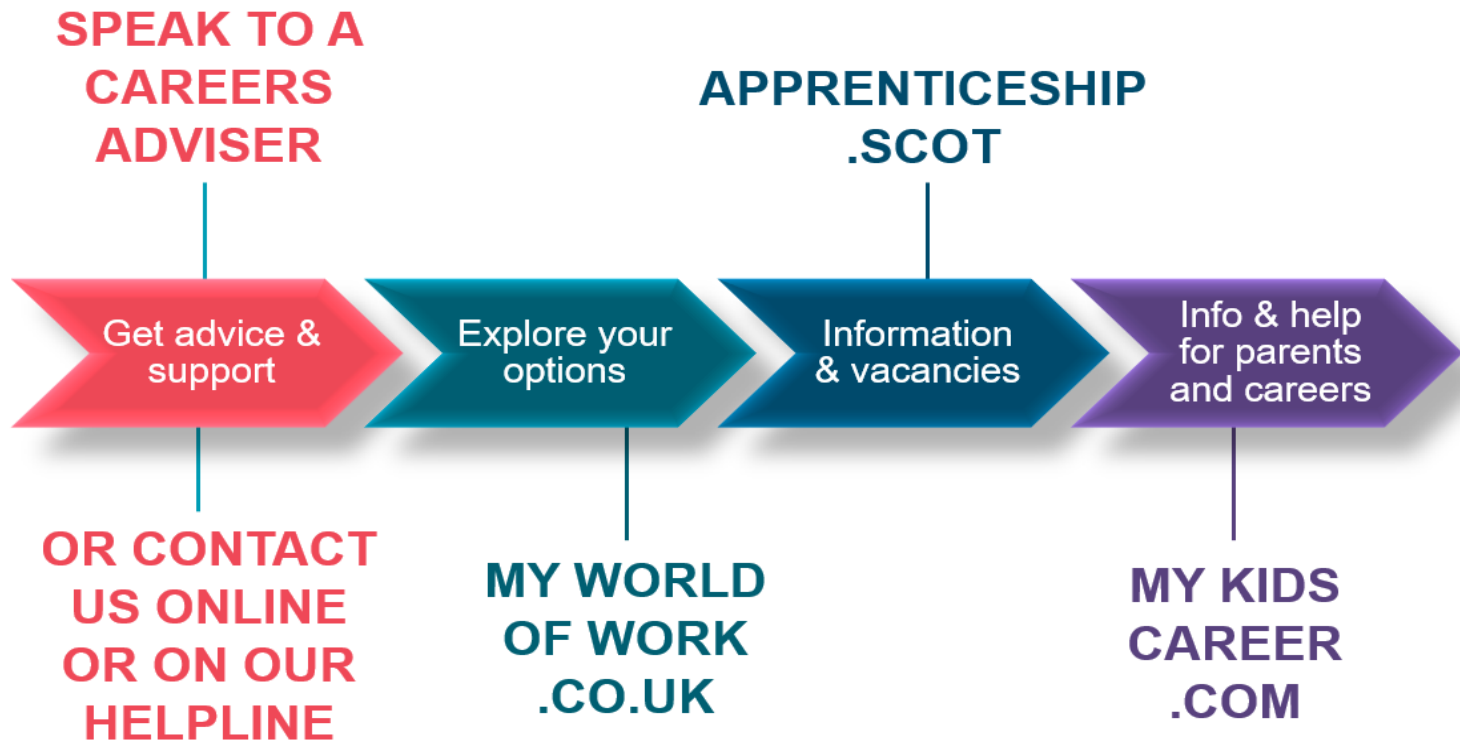 SPEAK TO A
CAREERS
ADVISER
Get advice &
support
OR CONTACT
US ONLINE
OR ON OUR
HELPLINE
Explore your
options
MY WORLD
OF WORK
.CO.UK
APPRENTICESHIP
.SCOT
Information
& vacancies
Info & help
for parents
and careers
MY KIDS
CAREER
.COM